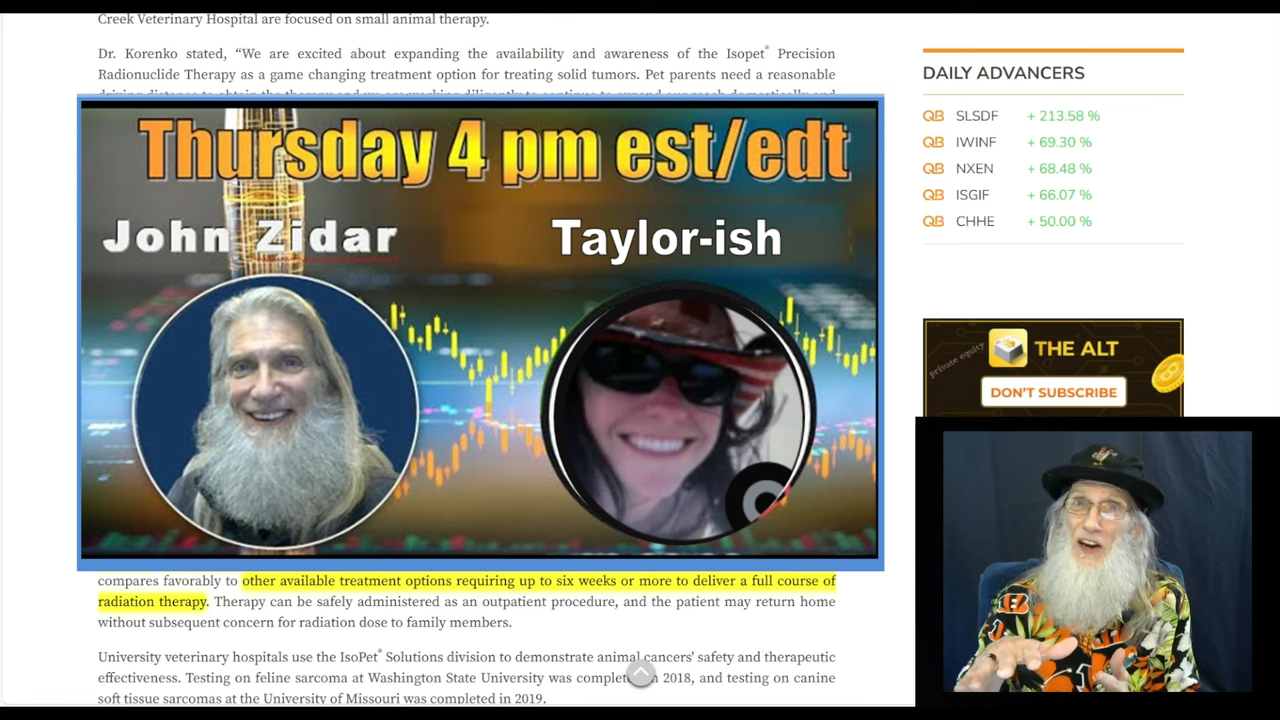 Creek Veterinary Hospital are focused on small animal therapy.
Dr. Korenko stated, “We are excited about expanding the availability and awareness of the Isopet® Precision
Radionuclide Therapy as a game changing treatment option for treating solid tumors. Pet parents need a reasonable
Thursday 4 pm est/edt
John Zidar
Taylor-ish
compares favorably to other available treatment options requiring up to six weeks or more to deliver a full course of
radiation therapy. Therapy can be safely administered as an outpatient procedure, and the patient may return home
without subsequent concern for radiation dose to family members.
University veterinary hospitals use the IsoPet® Solutions division to demonstrate animal cancers' safety and therapeutic
effectiveness. Testing on feline sarcoma at Washington State University was completed in 2018, and testing on canine
soft tissue sarcomas at the University of Missouri was completed in 2019.
DAILY ADVANCERS
QB SLSDF + 213.58 %
QB IWINF + 69.30 %
QB NXEN + 68.48 %
QB ISGIF + 66.07 %
QB CHHE + 50.00 %
private equity
THE ALT
DON'T SUBSCRIBE